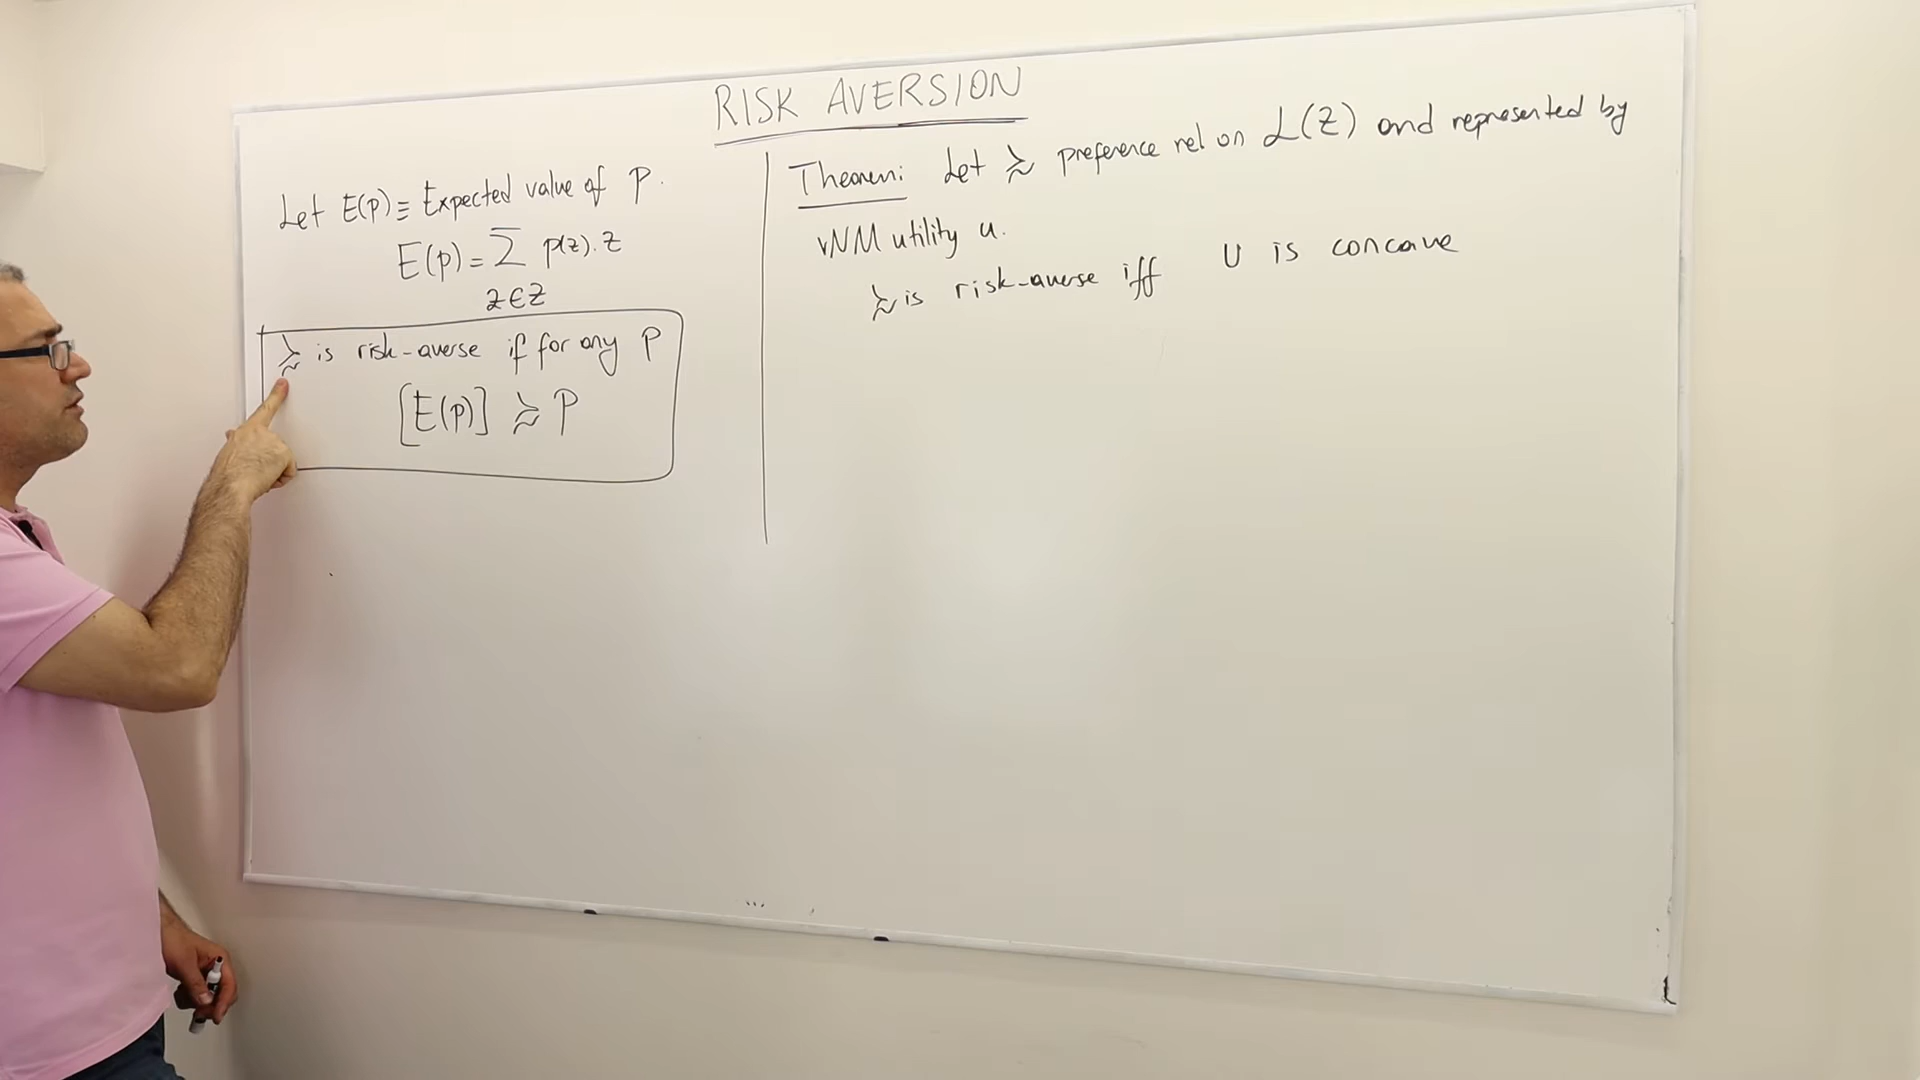 RISK AVERSION
Let E(p) ≡ Expected value of P.
E(p) = Σ p(z). z
z∈Z
≿ is risk-averse if for any P
[E(p)] ≿ P
Theorem: Let ≿ preference rel on L(Z) and represented by
vNM utility u.
≿ is risk-averse iff U is concave